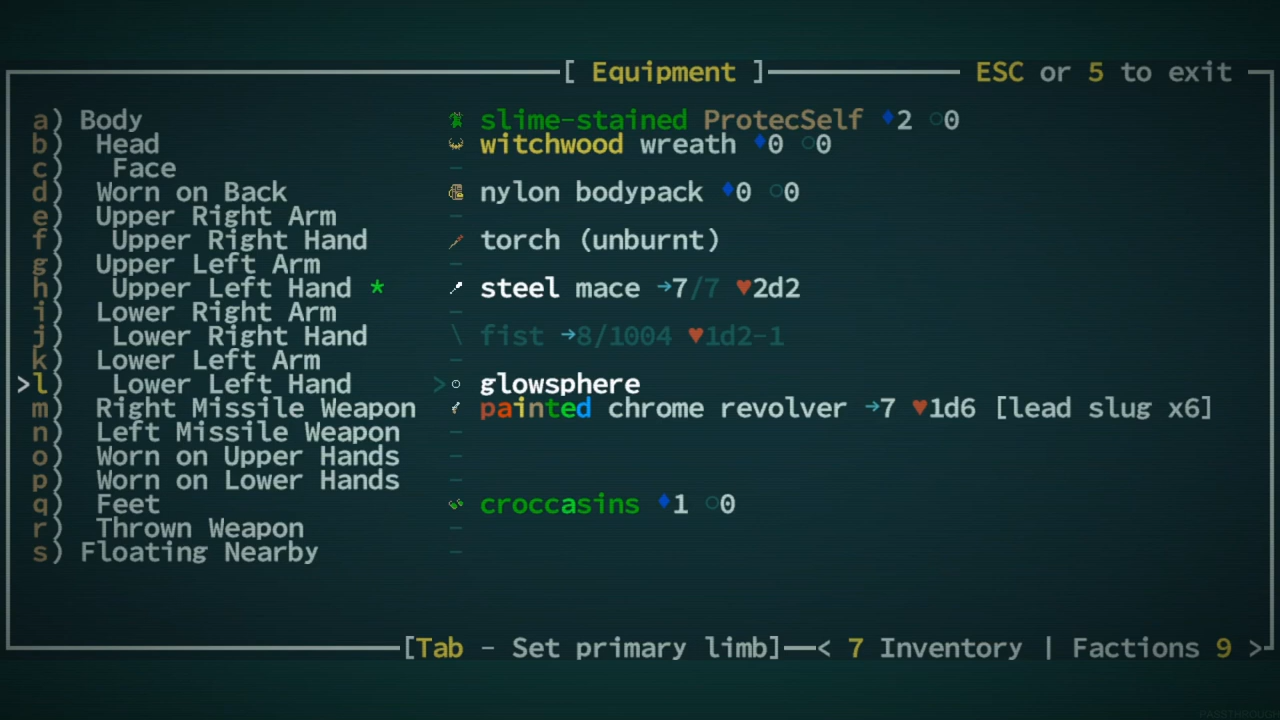 [ Equipment ] ESC or 5 to exit
a) Body slime-stained ProtecSelf ♦2 ○0
b) Head witchwood wreath ♦0 ○0
c) Face –
d) Worn on Back nylon bodypack ♦0 ○0
e) Upper Right Arm –
f) Upper Right Hand torch (unburnt)
g) Upper Left Arm –
h) Upper Left Hand * steel mace →7/7 ♥2d2
i) Lower Right Arm –
j) Lower Right Hand \ fist →8/1004 ♥1d2-1
k) Lower Left Arm –
>l) Lower Left Hand > glowsphere
m) Right Missile Weapon painted chrome revolver →7 ♥1d6 [lead slug x6]
n) Left Missile Weapon –
o) Worn on Upper Hands –
p) Worn on Lower Hands –
q) Feet croccasins ♦1 ○0
r) Thrown Weapon –
s) Floating Nearby –
[Tab - Set primary limb] < 7 Inventory | Factions 9 >